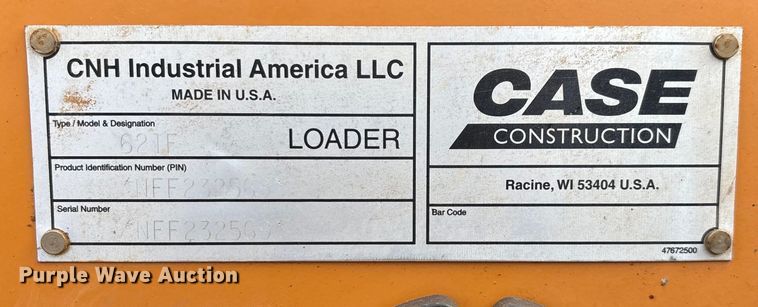 CNH Industrial America LLC
MADE IN U.S.A.
Type / Model & Designation
621F LOADER
Product Identification Number (PIN)
Serial Number
CASE
CONSTRUCTION
Racine, WI 53404 U.S.A.
Bar Code
47672500
Purple Wave Auction